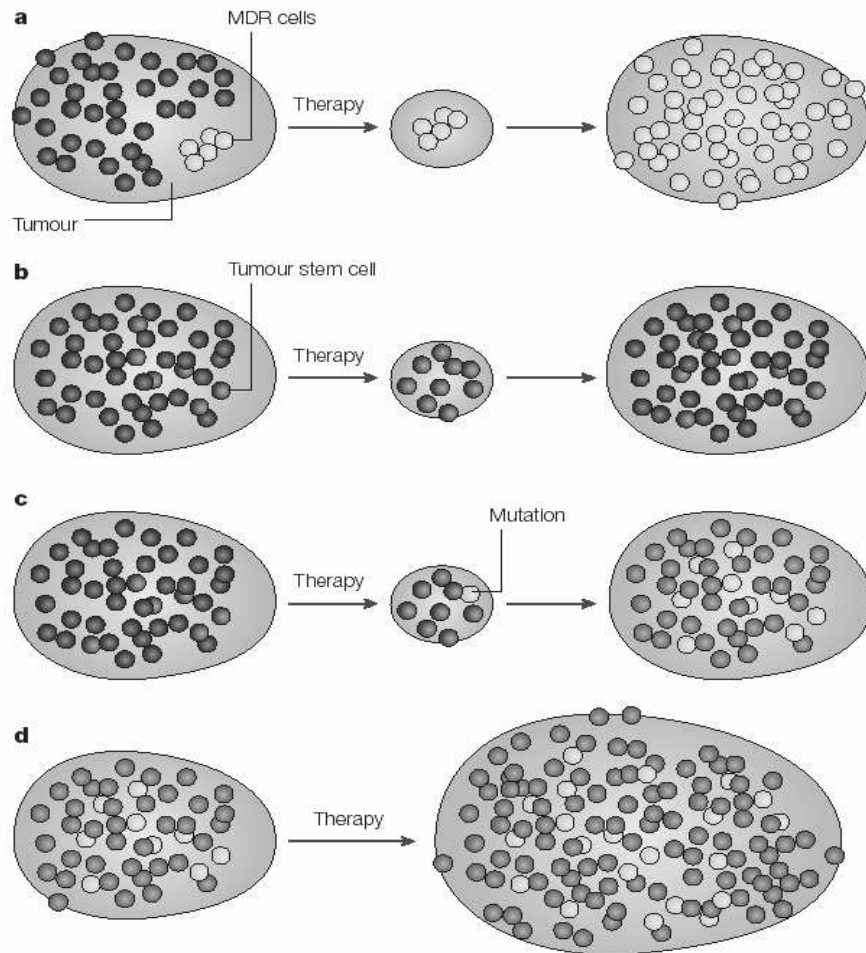 a
MDR cells
Therapy
Tumour
b
Tumour stem cell
Therapy
c
Mutation
Therapy
d
Therapy